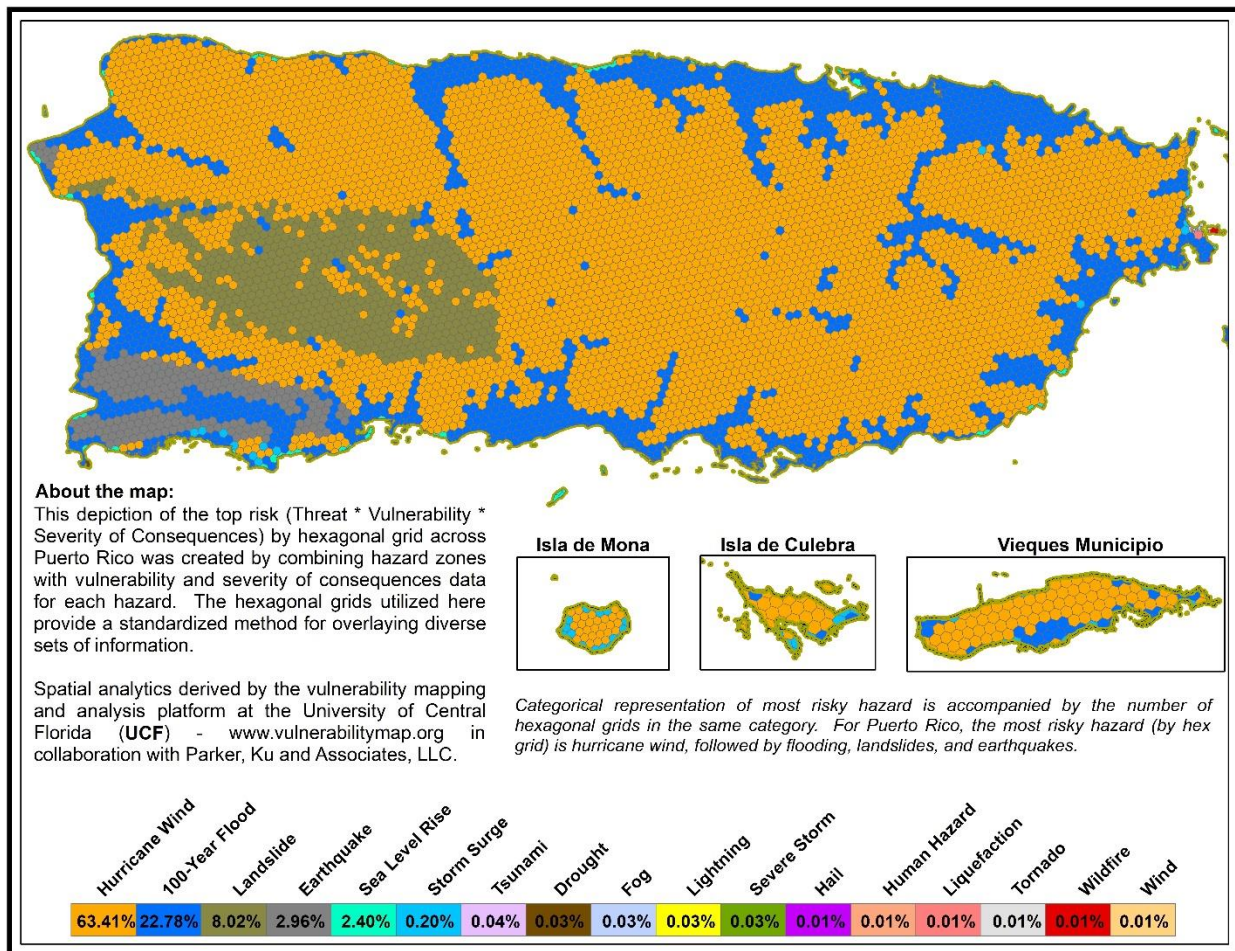 About the map:
This depiction of the top risk (Threat * Vulnerability *
Severity of Consequences) by hexagonal grid across
Puerto Rico was created by combining hazard zones
with vulnerability and severity of consequences data
for each hazard. The hexagonal grids utilized here
provide a standardized method for overlaying diverse
sets of information.
Spatial analytics derived by the vulnerability mapping
and analysis platform at the University of Central
Florida (UCF) - www.vulnerabilitymap.org in
collaboration with Parker, Ku and Associates, LLC.
Isla de Mona
Isla de Culebra
Vieques Municipio
Categorical representation of most risky hazard is accompanied by the number of
hexagonal grids in the same category. For Puerto Rico, the most risky hazard (by hex
grid) is hurricane wind, followed by flooding, landslides, and earthquakes.
Hurricane Wind
100-Year Flood
Landslide
Earthquake
Sea Level Rise
Storm Surge
Tsunami
Drought
Fog
Lightning
Severe Storm
Hail
Human Hazard
Liquefaction
Tornado
Wildfire
Wind
63.41% 22.78% 8.02% 2.96% 2.40% 0.20% 0.04% 0.03% 0.03% 0.03% 0.03% 0.01% 0.01% 0.01% 0.01% 0.01% 0.01%